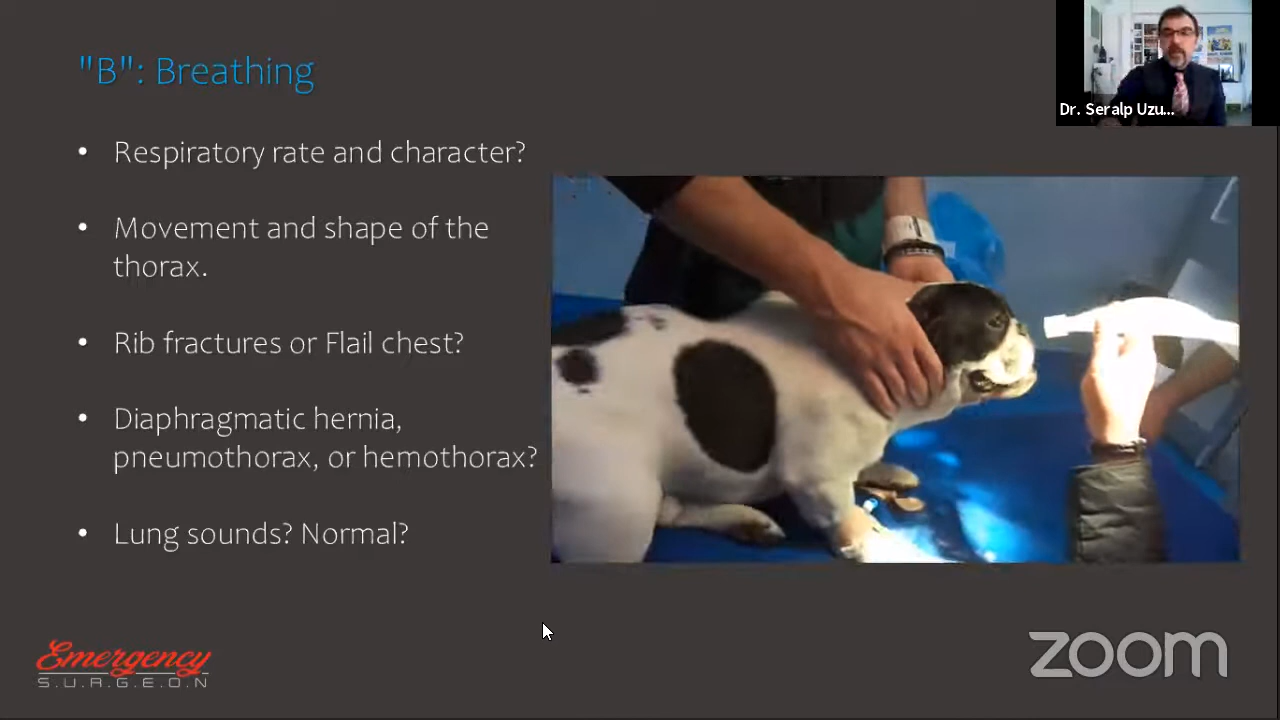 "B": Breathing
Dr. Seralp Uzu...
• Respiratory rate and character?
• Movement and shape of the
thorax.
• Rib fractures or Flail chest?
• Diaphragmatic hernia,
pneumothorax, or hemothorax?
• Lung sounds? Normal?
Emergency
S.U.R.G.E.O.N
zoom